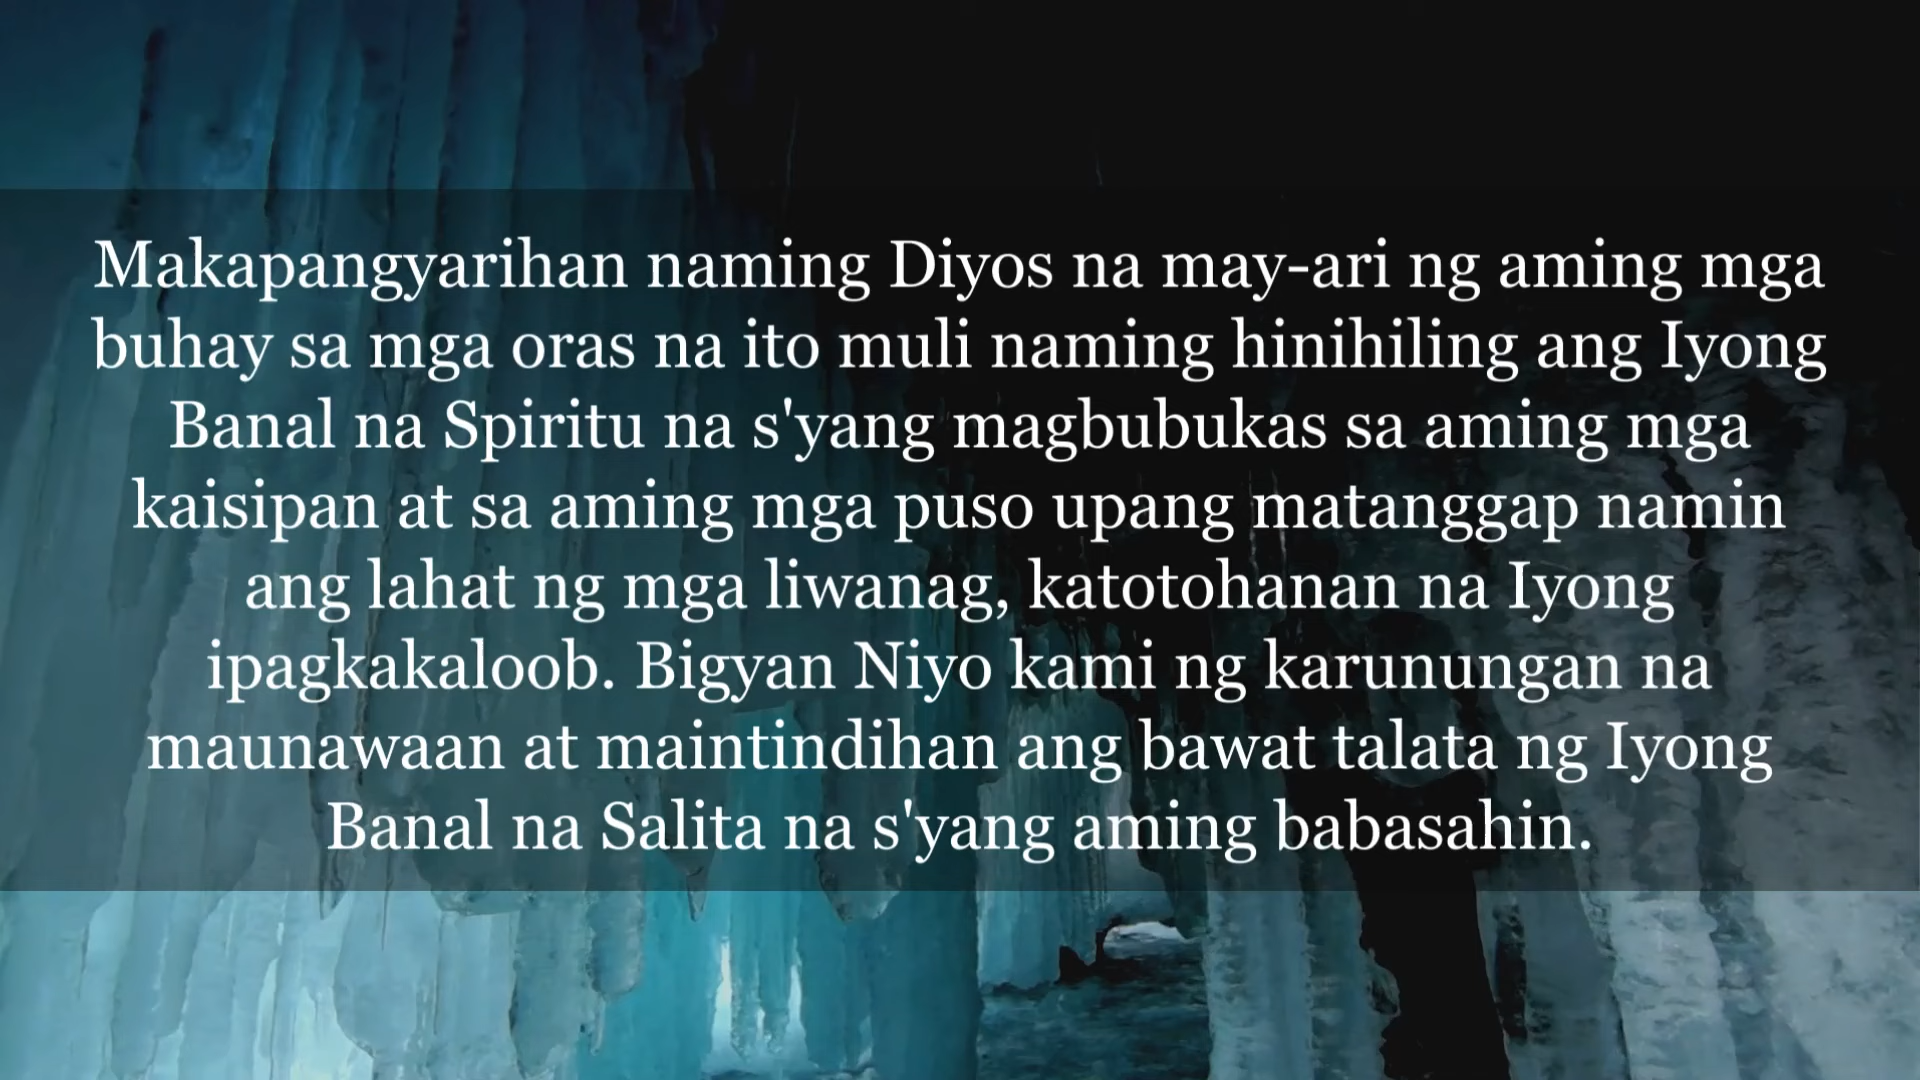 Makapangyarihan naming Diyos na may-ari ng aming mga
buhay sa mga oras na ito muli naming hinihiling ang Iyong
Banal na Spiritu na s'yang magbubukas sa aming mga
kaisipan at sa aming mga puso upang matanggap namin
ang lahat ng mga liwanag, katotohanan na Iyong
ipagkakaloob. Bigyan Niyo kami ng karunungan na
maunawaan at maintindihan ang bawat talata ng Iyong
Banal na Salita na s'yang aming babasahin.